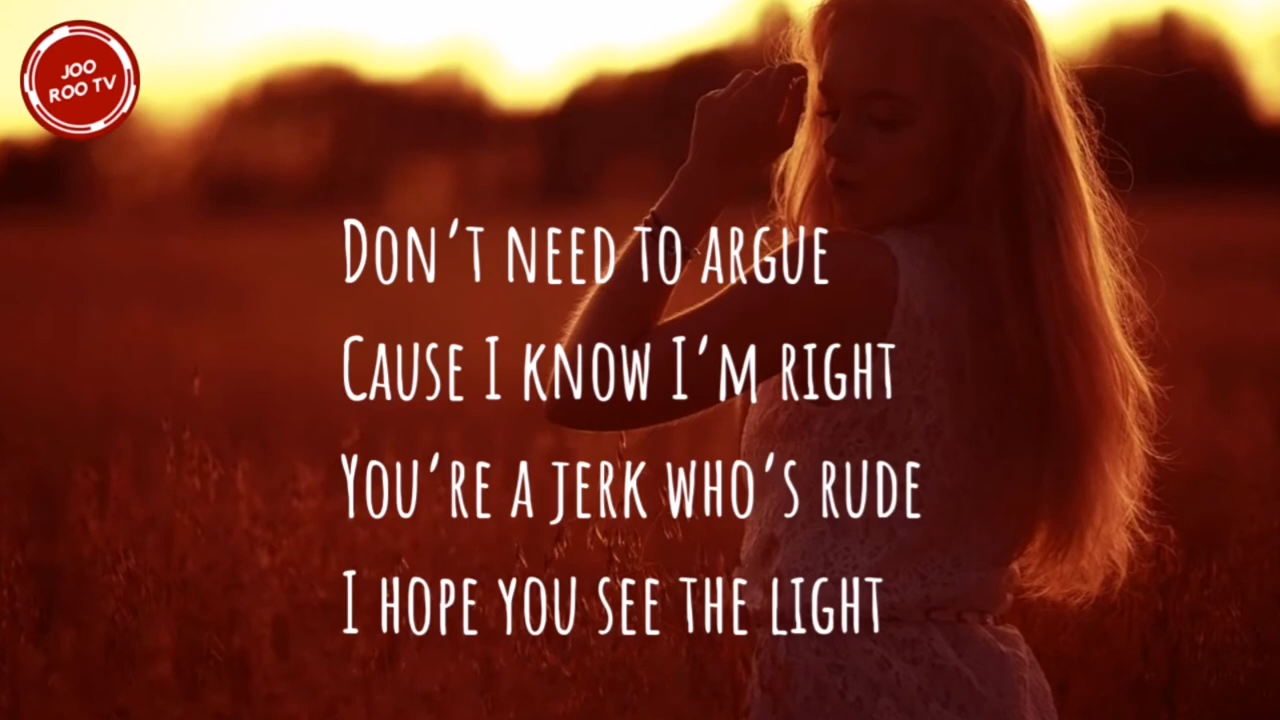 JOO
ROO TV
Don't need to argue
Cause I know I'm right
You're a jerk who's rude
I hope you see the light